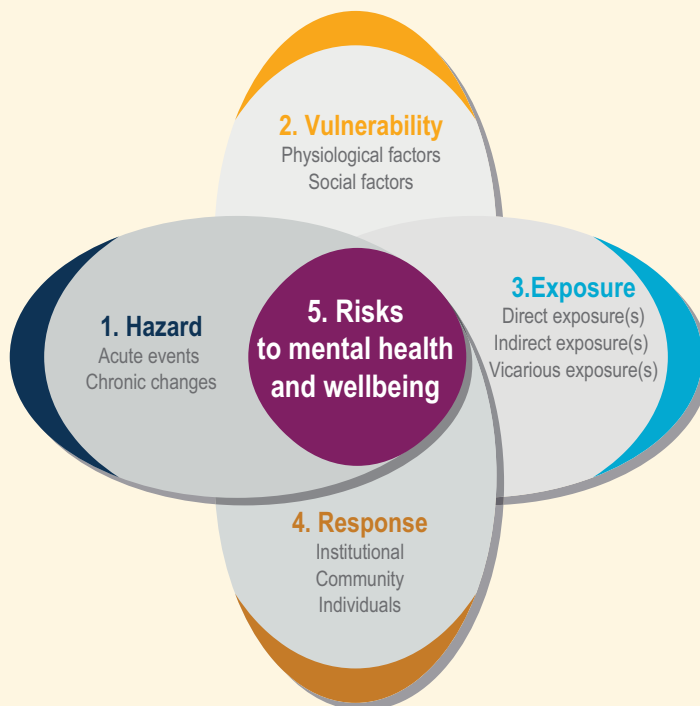 2. Vulnerability
Physiological factors
Social factors
1. Hazard
Acute events
Chronic changes
5. Risks
to mental health
and wellbeing
3.Exposure
Direct exposure(s)
Indirect exposure(s)
Vicarious exposure(s)
4. Response
Institutional
Community
Individuals